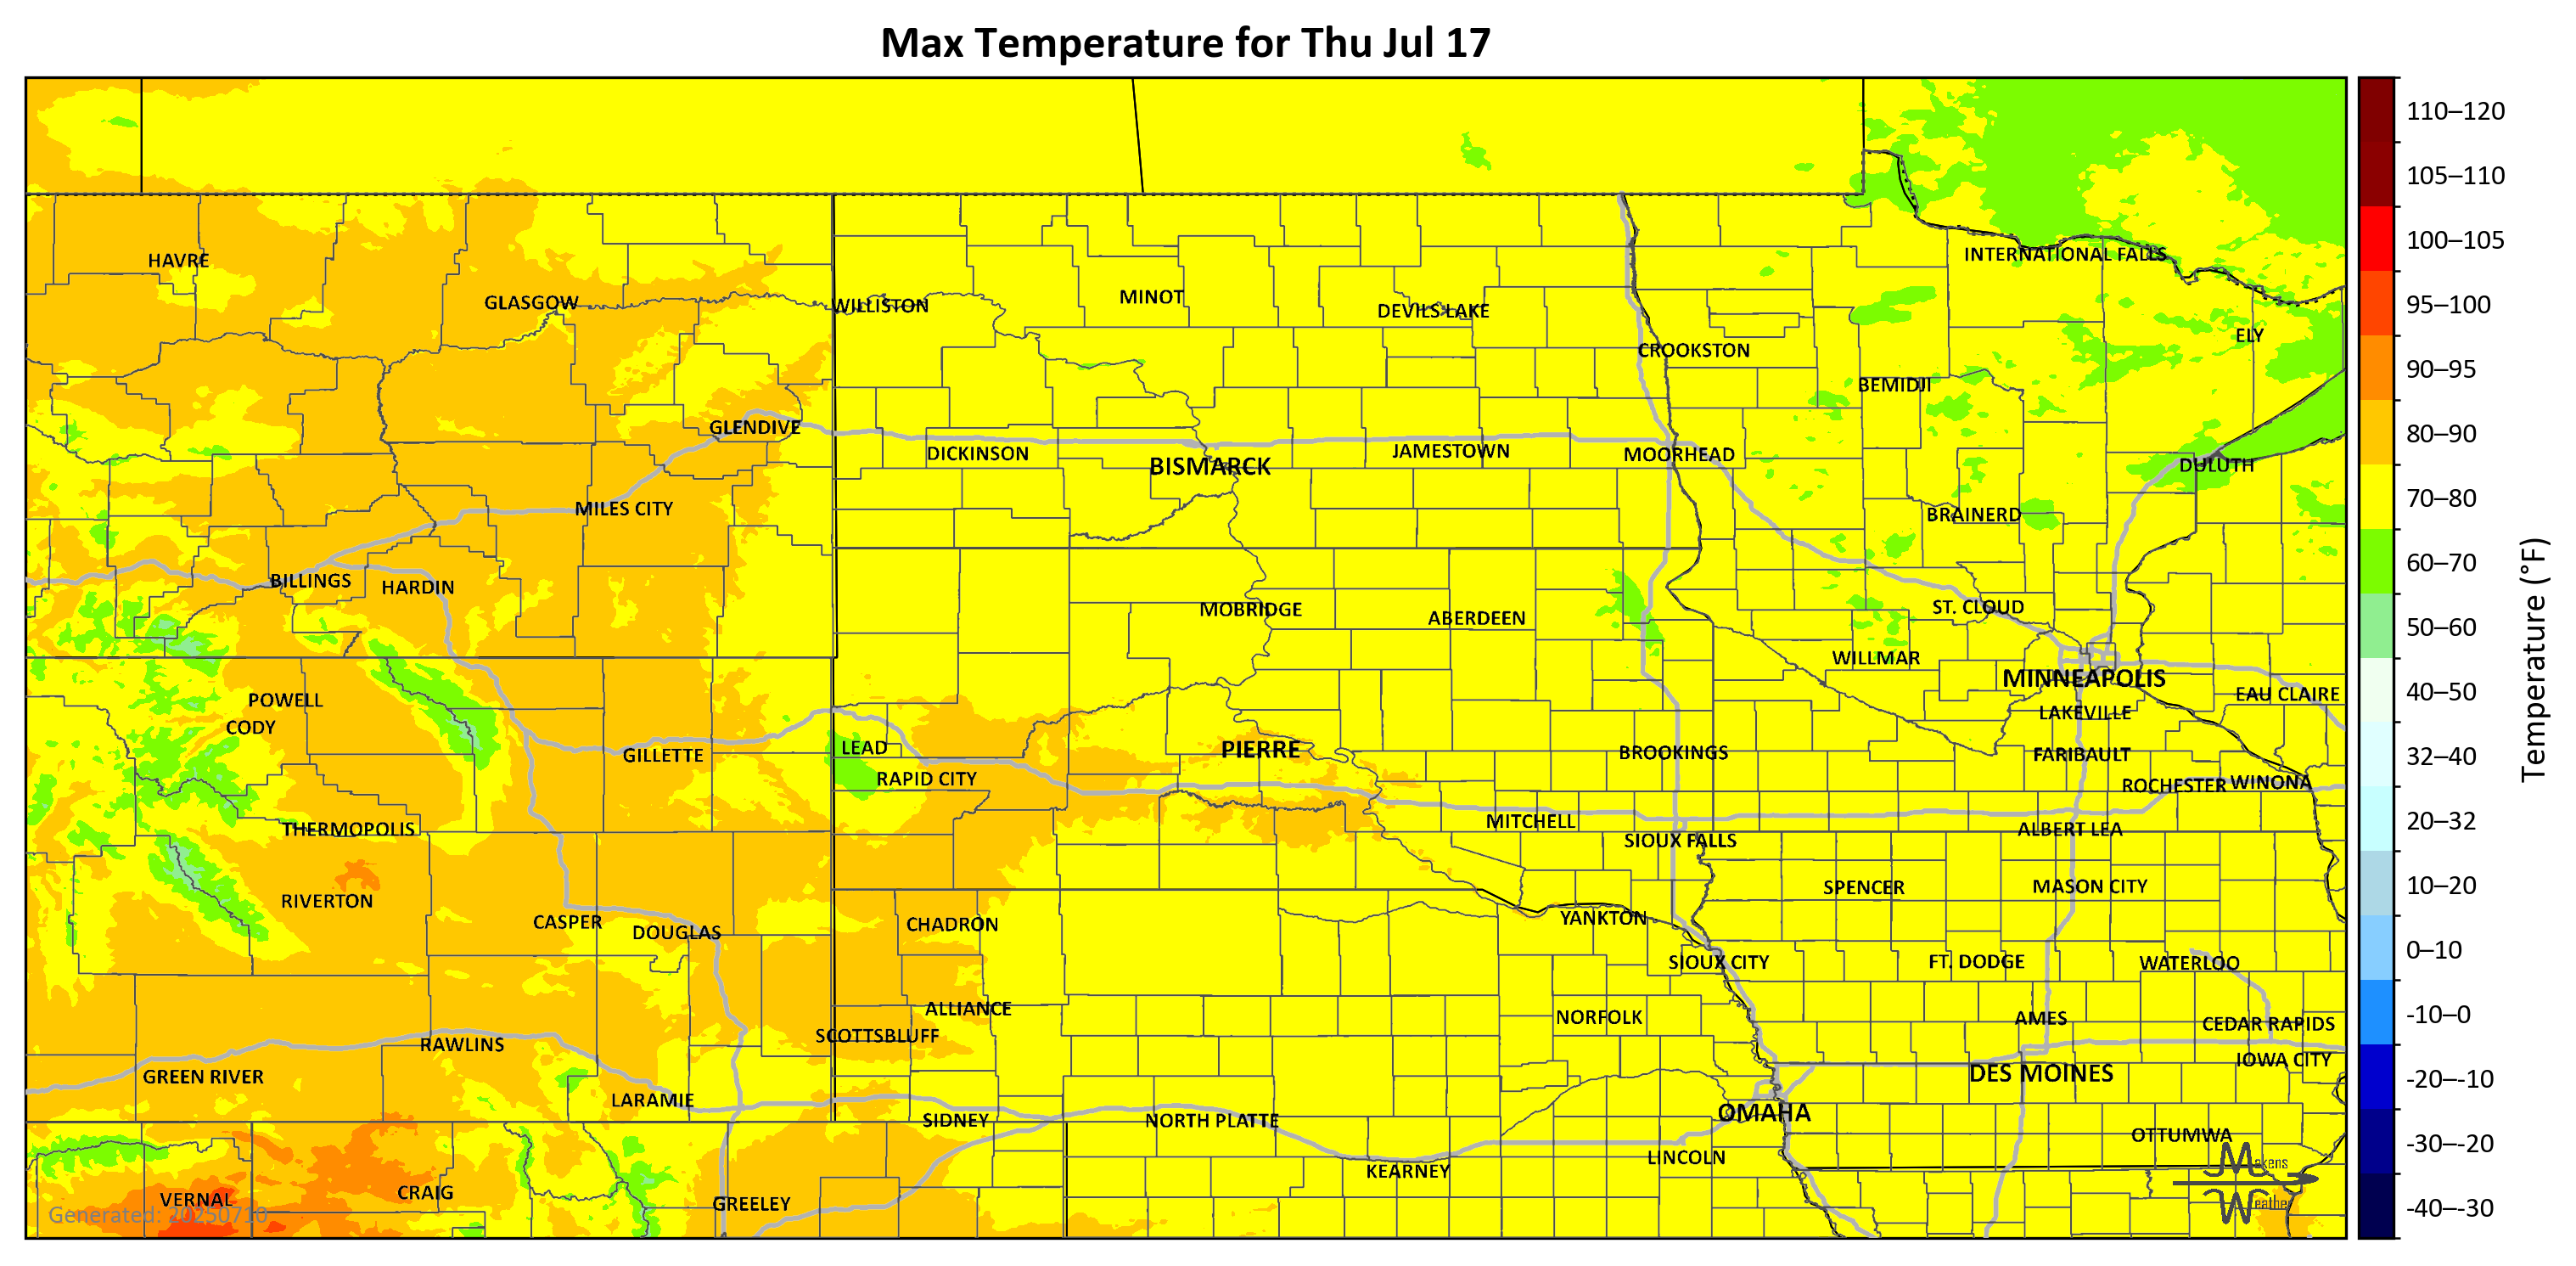 Max Temperature for Thu Jul 17
110–120
105–110
100–105
95–100
90–95
80–90
70–80
60–70
50–60
40–50
32–40
20–32
10–20
0–10
-10–0
-20–-10
-30–-20
-40–-30
Temperature (°F)
HAVRE
INTERNATIONAL FALLS
GLASGOW
WILLISTON
MINOT
DEVILS LAKE
ELY
CROOKSTON
BEMIDJI
GLENDIVE
DICKINSON
BISMARCK
JAMESTOWN
MOORHEAD
DULUTH
MILES CITY
BRAINERD
BILLINGS
HARDIN
MOBRIDGE
ABERDEEN
ST. CLOUD
WILLMAR
MINNEAPOLIS
POWELL
EAU CLAIRE
CODY
LAKEVILLE
GILLETTE
LEAD
PIERRE
BROOKINGS
FARIBAULT
RAPID CITY
ROCHESTER
WINONA
THERMOPOLIS
MITCHELL
ALBERT LEA
SIOUX FALLS
RIVERTON
SPENCER
MASON CITY
CASPER
DOUGLAS
CHADRON
YANKTON
SIOUX CITY
FT. DODGE
WATERLOO
ALLIANCE
NORFOLK
AMES
CEDAR RAPIDS
SCOTTSBLUFF
RAWLINS
IOWA CITY
GREEN RIVER
DES MOINES
LARAMIE
SIDNEY
NORTH PLATTE
OMAHA
OTTUMWA
LINCOLN
KEARNEY
VERNAL
CRAIG
GREELEY
Generated: 20250710
Makens
Weather